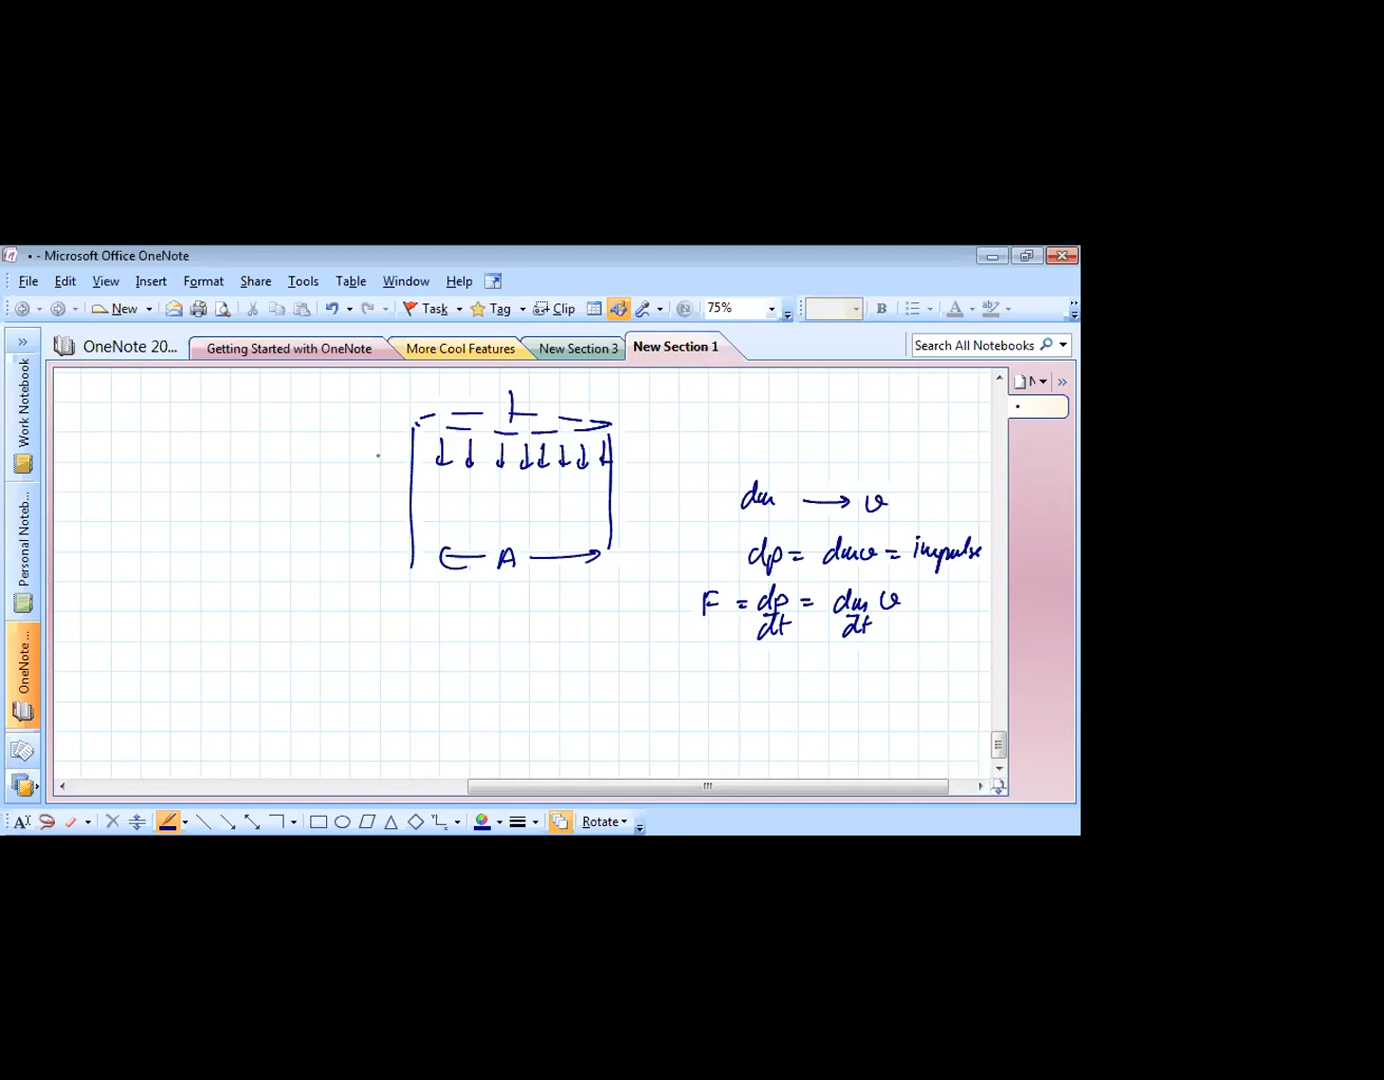 • - Microsoft Office OneNote
File Edit View Insert Format Share Tools Table Window Help
New Task Tag Clip 75% B A ab
OneNote 20... Getting Started with OneNote More Cool Features New Section 3 New Section 1 Search All Notebooks
Work Notebook
Personal Noteb...
OneNote ...
A
dm → v
dp = dmv = impulse
F = dp/dt = dm/dt v
A Rotate